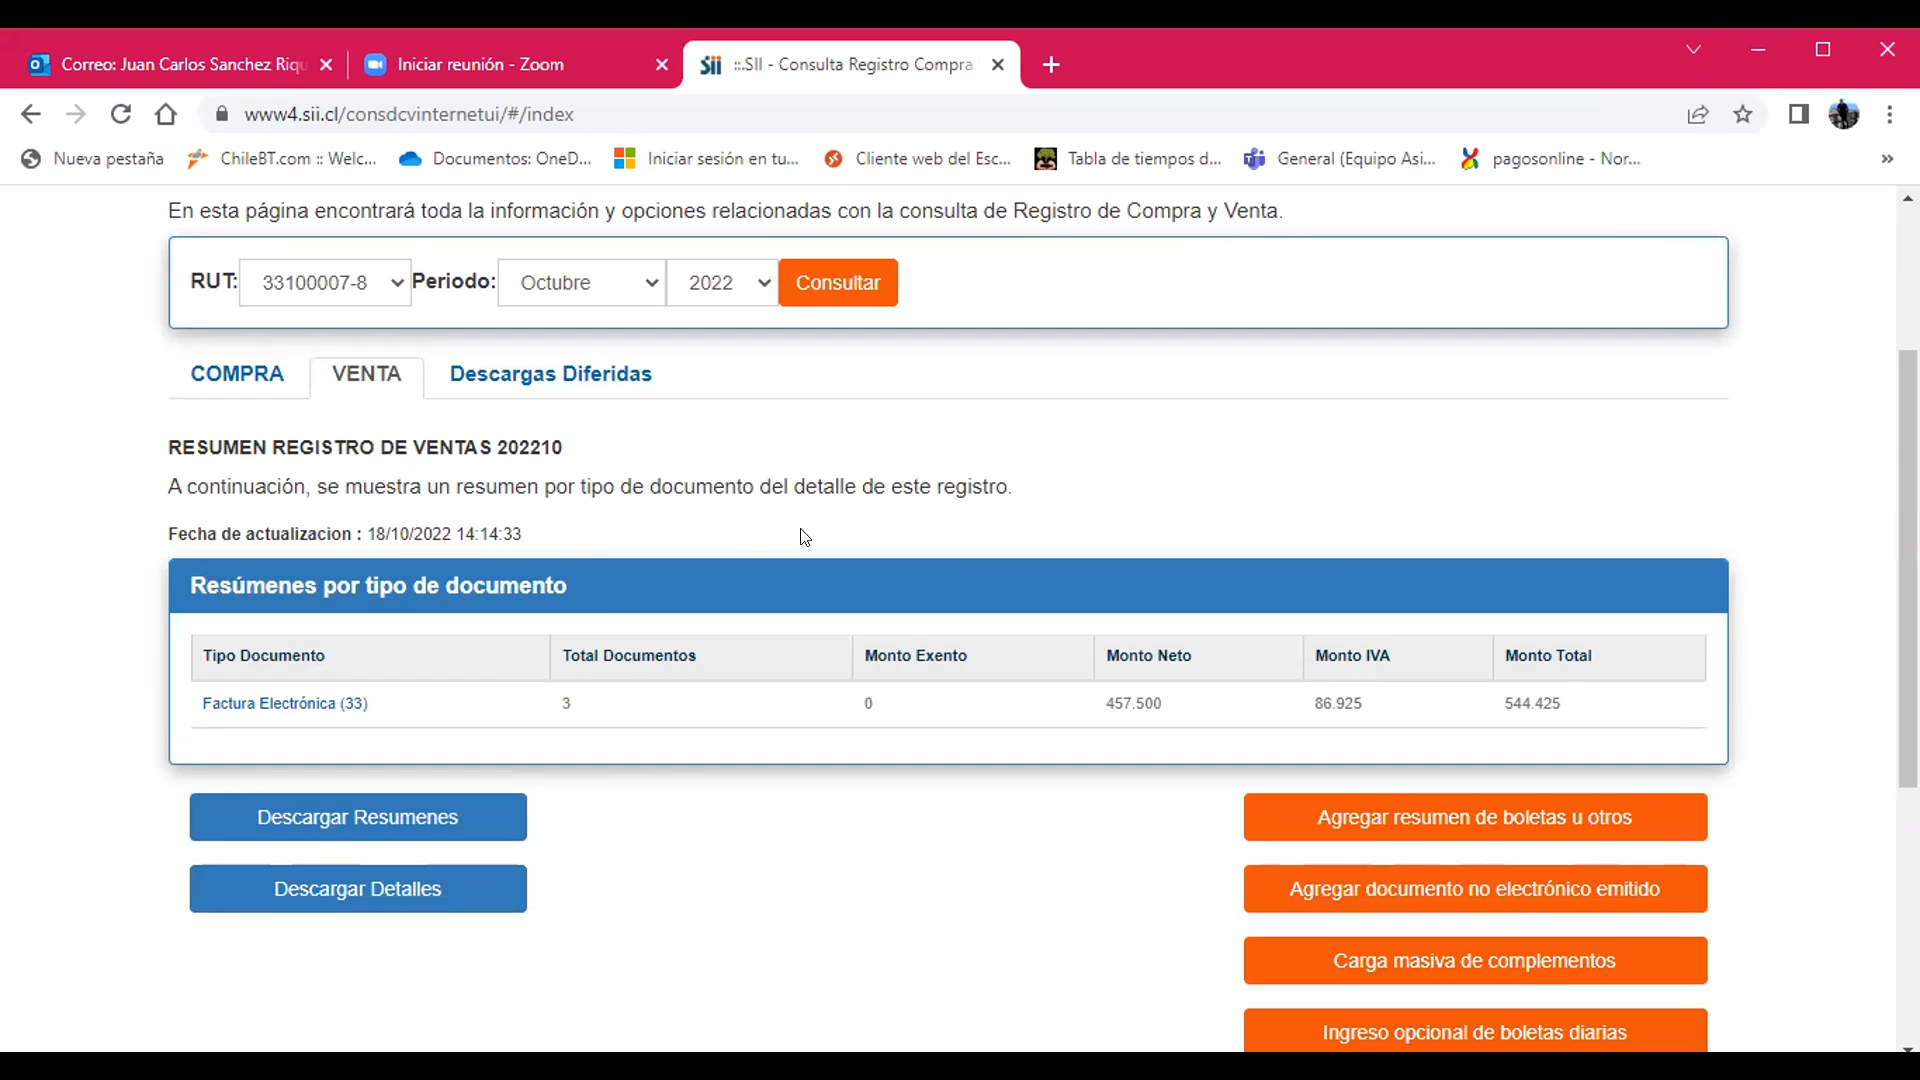 Correo: Juan Carlos Sanchez Riqu
Iniciar reunión - Zoom
Sii ::.SII - Consulta Registro Compra
www4.sii.cl/consdcvinternetui/#/index
Nueva pestaña
ChileBT.com :: Welc...
Documentos: OneD...
Iniciar sesión en tu...
Cliente web del Esc...
Tabla de tiempos d...
General (Equipo Asi...
pagosonline - Nor...
En esta página encontrará toda la información y opciones relacionadas con la consulta de Registro de Compra y Venta.
RUT: 33100007-8 Periodo: Octubre 2022 Consultar
COMPRA VENTA Descargas Diferidas
RESUMEN REGISTRO DE VENTAS 202210
A continuación, se muestra un resumen por tipo de documento del detalle de este registro.
Fecha de actualizacion : 18/10/2022 14:14:33
Resúmenes por tipo de documento
Tipo Documento Total Documentos Monto Exento Monto Neto Monto IVA Monto Total
Factura Electrónica (33) 3 0 457.500 86.925 544.425
Descargar Resumenes
Agregar resumen de boletas u otros
Descargar Detalles
Agregar documento no electrónico emitido
Carga masiva de complementos
Ingreso opcional de boletas diarias